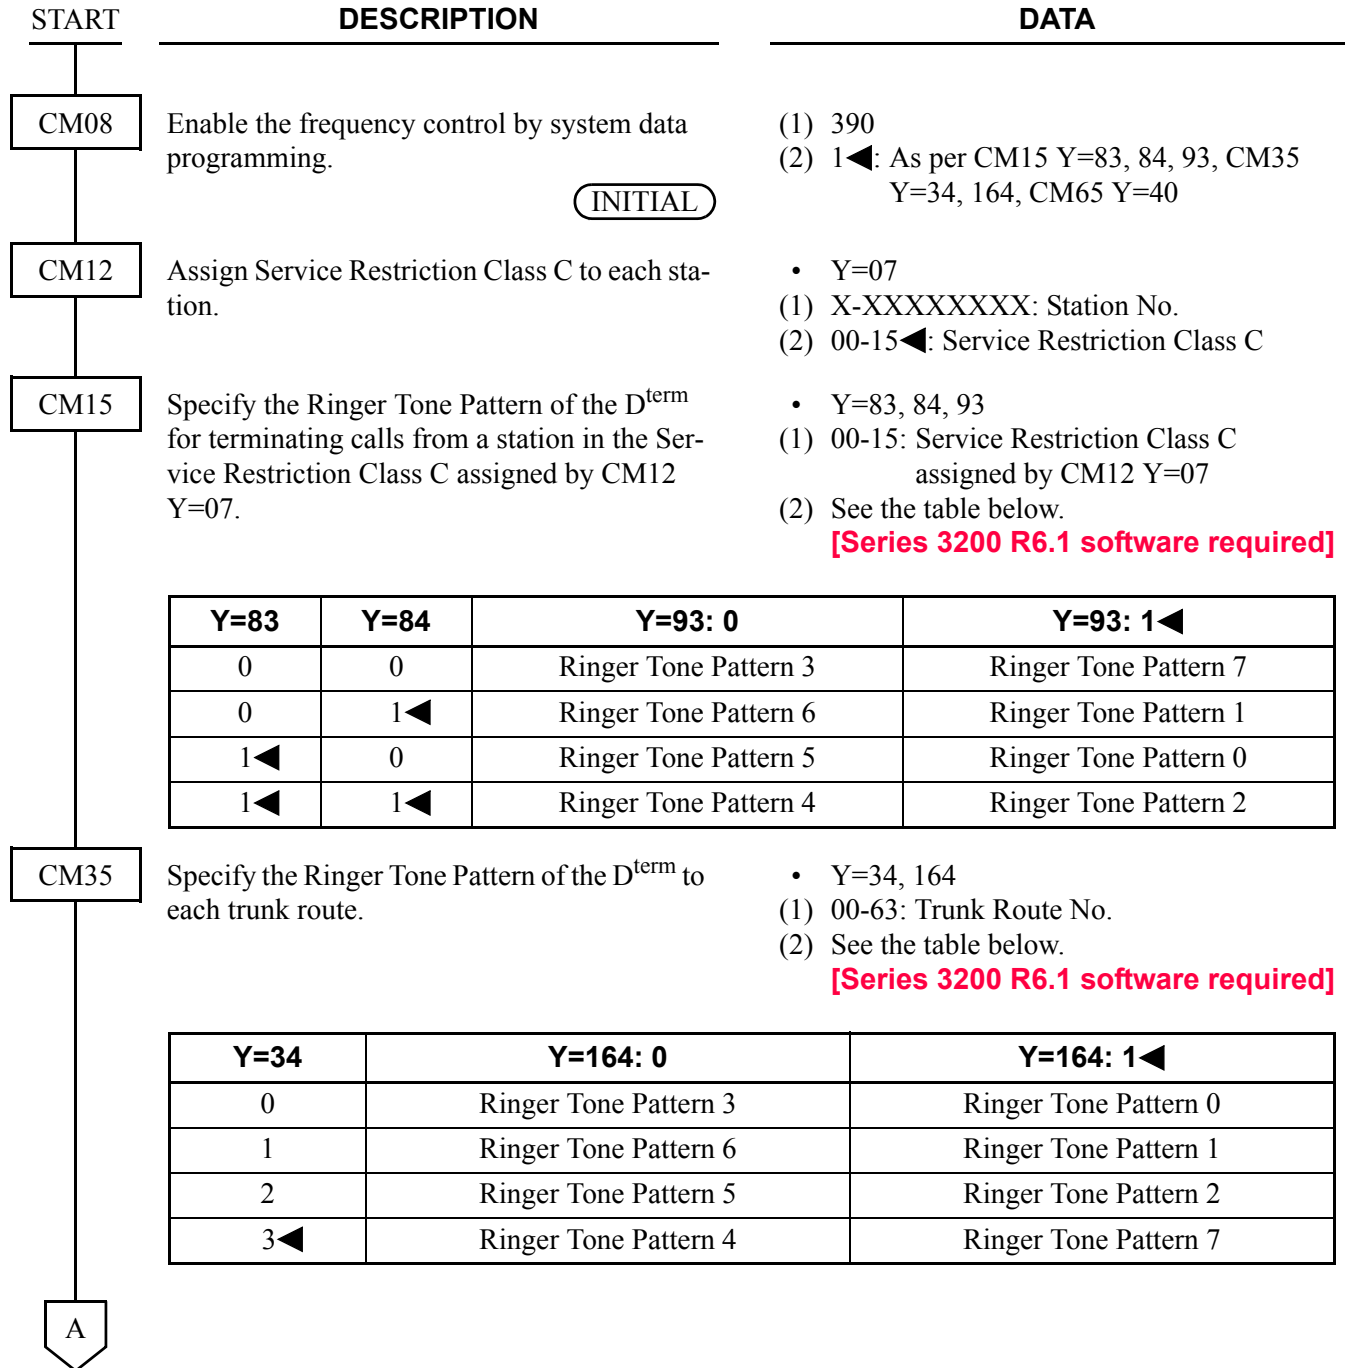 START DESCRIPTION DATA
CM08 Enable the frequency control by system data (1) 390
programming. (2) 1◀: As per CM15 Y=83, 84, 93, CM35
INITIAL Y=34, 164, CM65 Y=40
CM12 Assign Service Restriction Class C to each sta- • Y=07
tion. (1) X-XXXXXXXX: Station No.
(2) 00-15◀: Service Restriction Class C
CM15 Specify the Ringer Tone Pattern of the Dterm • Y=83, 84, 93
for terminating calls from a station in the Ser- (1) 00-15: Service Restriction Class C
vice Restriction Class C assigned by CM12 assigned by CM12 Y=07
Y=07. (2) See the table below.
[Series 3200 R6.1 software required]
Y=83 Y=84 Y=93: 0 Y=93: 1◀
0 0 Ringer Tone Pattern 3 Ringer Tone Pattern 7
0 1◀ Ringer Tone Pattern 6 Ringer Tone Pattern 1
1◀ 0 Ringer Tone Pattern 5 Ringer Tone Pattern 0
1◀ 1◀ Ringer Tone Pattern 4 Ringer Tone Pattern 2
CM35 Specify the Ringer Tone Pattern of the Dterm to • Y=34, 164
each trunk route. (1) 00-63: Trunk Route No.
(2) See the table below.
[Series 3200 R6.1 software required]
Y=34 Y=164: 0 Y=164: 1◀
0 Ringer Tone Pattern 3 Ringer Tone Pattern 0
1 Ringer Tone Pattern 6 Ringer Tone Pattern 1
2 Ringer Tone Pattern 5 Ringer Tone Pattern 2
3◀ Ringer Tone Pattern 4 Ringer Tone Pattern 7
A